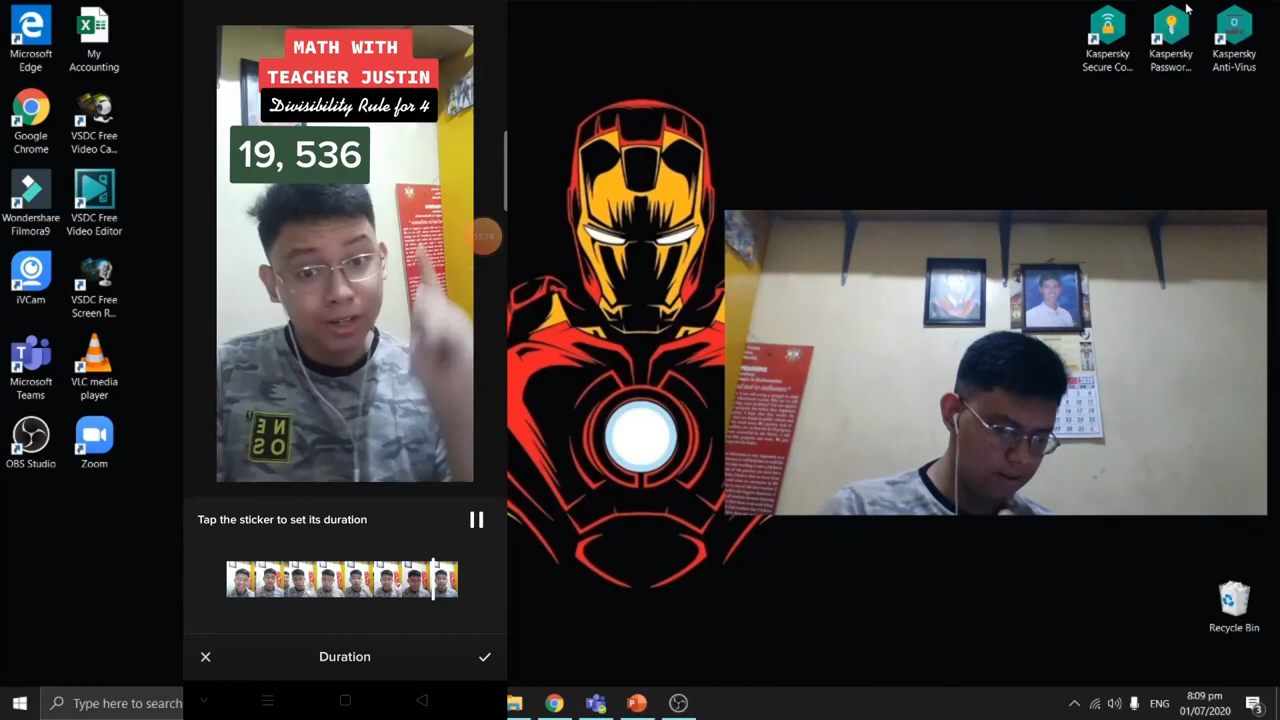 Microsoft
Edge
My
Accounting
Google
Chrome
VSDC Free
Video Ca...
Wondershare
Filmora9
VSDC Free
Video Editor
iVCam
VSDC Free
Screen R...
Microsoft
Teams
VLC media
player
OBS Studio
Zoom
MATH WITH
TEACHER JUSTIN
Divisibility Rule for 4
19, 536
Tap the sticker to set its duration
Duration
Kaspersky
Secure Co...
Kaspersky
Passwor...
Kaspersky
Anti-Virus
2020
Recycle Bin
Type here to search
ENG
8:09 pm
01/07/2020
3